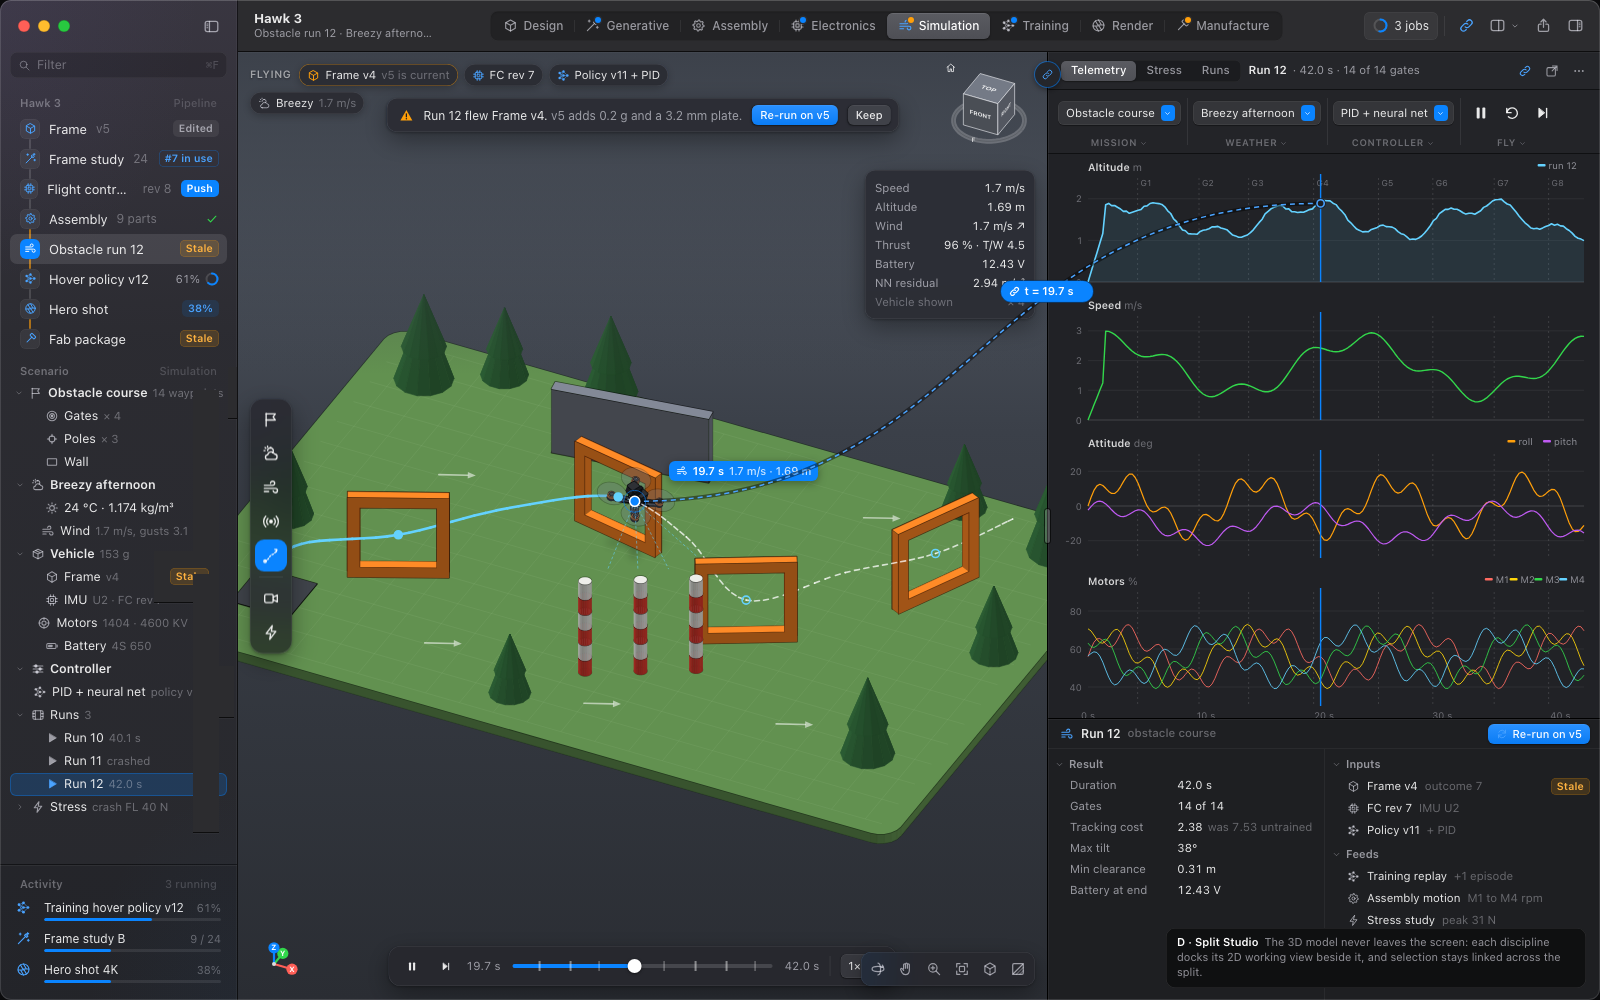 Hawk 3
Obstacle run 12 · Breezy afterno...
Design
Generative
Assembly
Electronics
Simulation
Training
Render
Manufacture
3 jobs
Filter
⌘F
Hawk 3
Pipeline
Frame v5
Edited
Frame study 24
#7 in use
Flight contr... rev 8
Push
Assembly 9 parts
Obstacle run 12
Stale
Hover policy v12
61%
Hero shot
38%
Fab package
Stale
Scenario
Simulation
Obstacle course
Gates × 4
Poles × 3
Wall
Breezy afternoon
24 °C · 1.174 kg/m³
Wind 1.7 m/s, gusts 3.1
Vehicle 153 g
Frame v4
IMU U2 · FC rev
Motors 1404 · 4600 KV
Battery 4S 650
Controller
PID + neural net policy v
Runs 3
Run 10 40.1 s
Run 11 crashed
Run 12 42.0 s
Stress crash FL 40 N
Activity
3 running
Training hover policy v12
61%
Frame study B
9 / 24
Hero shot 4K
38%
FLYING
Frame v4 v5 is current
FC rev 7
Policy v11 + PID
Breezy 1.7 m/s
Run 12 flew Frame v4. v5 adds 0.2 g and a 3.2 mm plate.
Re-run on v5
Keep
TOP
FRONT
F
Speed 1.7 m/s
Altitude 1.69 m
Wind 1.7 m/s ↗
Thrust 96 % · T/W 4.5
Battery 12.43 V
NN residual 2.94
Vehicle shown
t = 19.7 s
19.7 s 1.7 m/s · 1.69 m
Z
Y
X
19.7 s
42.0 s
1×
Telemetry
Stress
Runs
Run 12 · 42.0 s · 14 of 14 gates
Obstacle course
Breezy afternoon
PID + neural net
MISSION
WEATHER
CONTROLLER
FLY
Altitude m
run 12
G1
G2
G3
G4
G5
G6
G7
G8
2
1
Speed m/s
3
2
1
0
Attitude deg
roll
pitch
20
0
-20
Motors %
M1
M2
M3
M4
80
60
40
0 s
10 s
20 s
30 s
40 s
Run 12 obstacle course
Re-run on v5
Result
Duration 42.0 s
Gates 14 of 14
Tracking cost 2.38 was 7.53 untrained
Max tilt 38°
Min clearance 0.31 m
Battery at end 12.43 V
Inputs
Frame v4 outcome 7
Stale
FC rev 7 IMU U2
Policy v11 + PID
Feeds
Training replay +1 episode
Assembly motion M1 to M4 rpm
Stress study peak 31 N
D · Split Studio The 3D model never leaves the screen: each discipline
docks its 2D working view beside it, and selection stays linked across the
split.